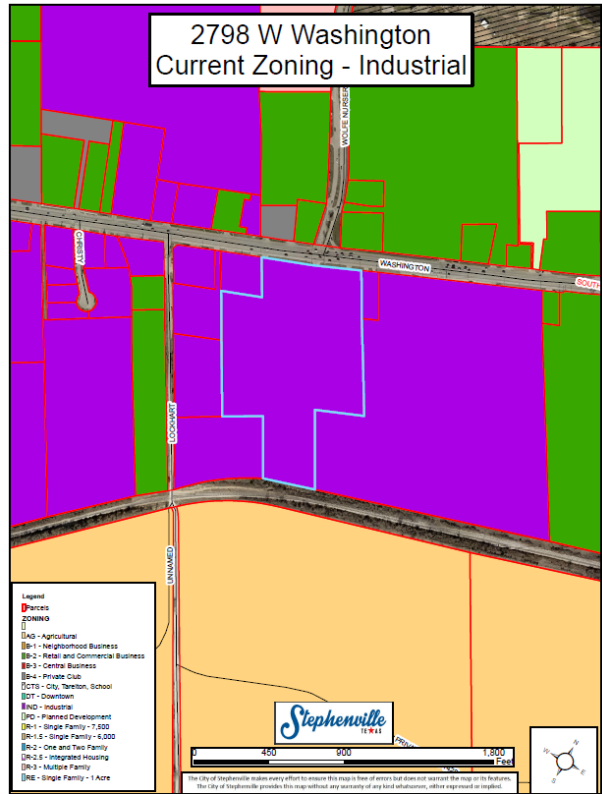 2798 W Washington
Current Zoning - Industrial
WOLFE NURSER
CHRISTY
WASHINGTON
SOUTH
LOCKHART
UNNAMED
Legend
Parcels
ZONING
AG - Agricultural
B-1 - Neighborhood Business
B-2 - Retail and Commercial Business
B-3 - Central Business
B-4 - Private Club
CTS - City, Tarelton, School
DT - Downtown
IND - Industrial
PD - Planned Development
R-1 - Single Family - 7,500
R-1.5 - Single Family - 6,000
R-2 - One and Two Family
R-2.5 - Integrated Housing
R-3 - Multiple Family
RE - Single Family - 1 Acre
Stephenville
TEXAS
0 450 900 1,800
Feet
N
W E
S
The City of Stephenville makes every effort to ensure this map is free of errors but does not warrant the map or its features.
The City of Stephenville provides this map without any warranty of any kind whatsoever, either expressed or implied.